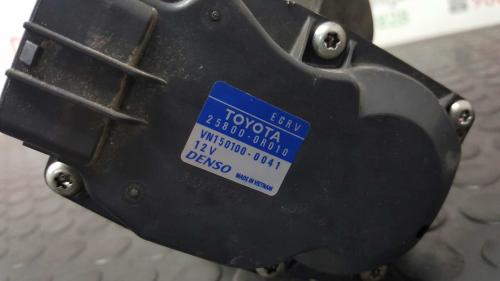 EGRV
TOYOTA
25800-0R010
VN150100-0041
12V
DENSO
MADE IN VIETNAM